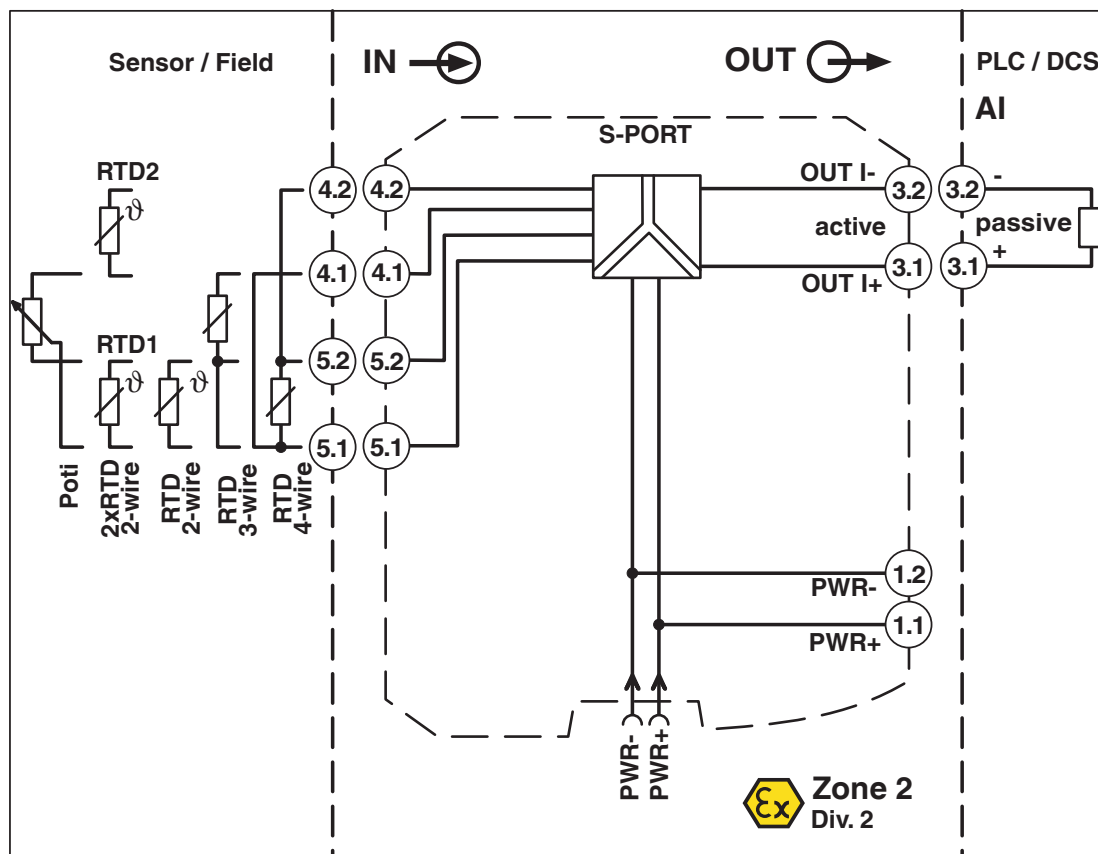 Sensor / Field
IN
OUT
PLC / DCS
AI
S-PORT
RTD2
ϑ
4.2
4.2
OUT I-
3.2
3.2
-
active
passive
4.1
4.1
OUT I+
3.1
3.1
+
RTD1
ϑ
ϑ
5.2
5.2
5.1
5.1
Poti
2xRTD
2-wire
RTD
2-wire
RTD
3-wire
RTD
4-wire
1.2
PWR-
1.1
PWR+
PWR-
PWR+
Ex
Zone 2
Div. 2